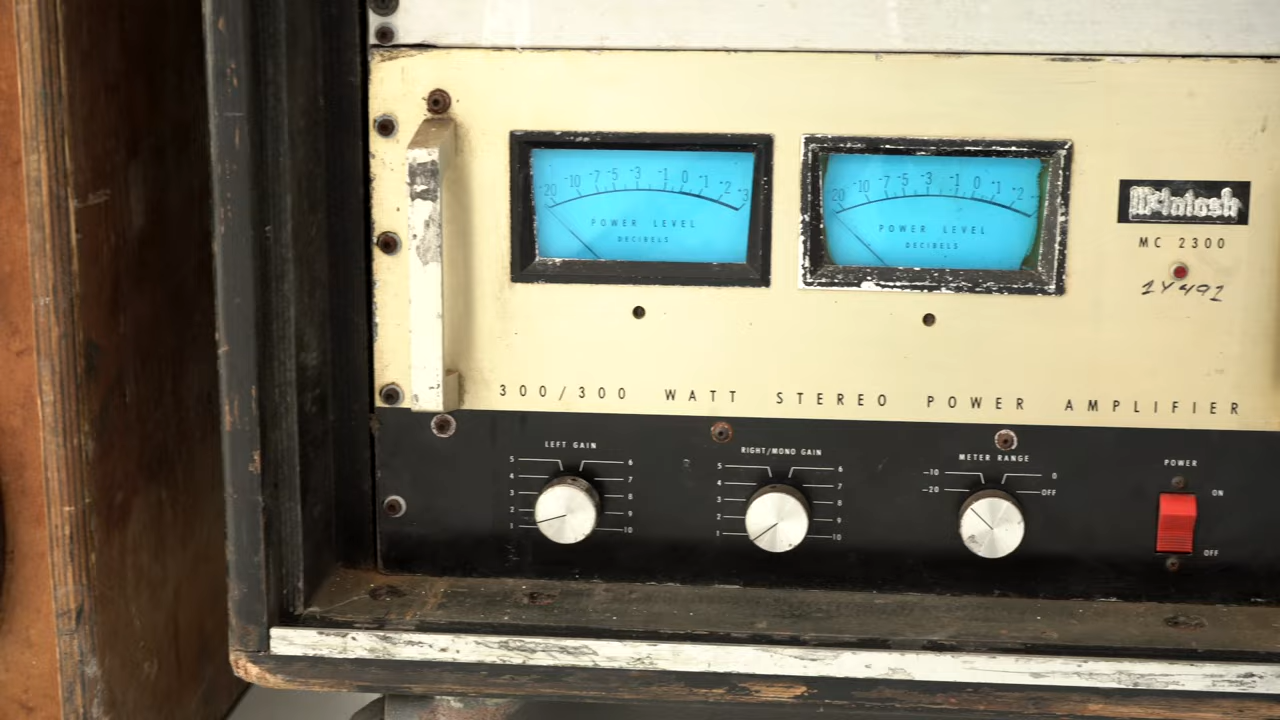 -20 -10 -7 -5 -3 -1 0 -1 -2 -3
POWER LEVEL
DECIBELS
-20 -10 -7 -5 -3 -1 0 -1 -2
POWER LEVEL
DECIBELS
McIntosh
MC 2300
300/300 WATT STEREO POWER AMPLIFIER
LEFT GAIN
5 6
4 7
3 8
2 9
1 10
RIGHT/MONO GAIN
5 6
4 7
3 8
2 9
1 10
METER RANGE
-10 0
-20 OFF
POWER
ON
OFF